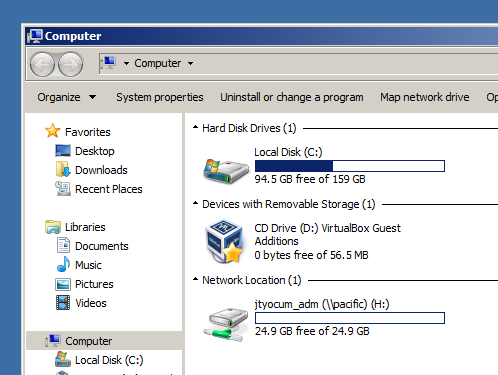 Computer
Computer
Organize System properties Uninstall or change a program Map network drive
Favorites
Desktop
Downloads
Recent Places
Libraries
Documents
Music
Pictures
Videos
Computer
Local Disk (C:)
Hard Disk Drives (1)
Local Disk (C:)
94.5 GB free of 159 GB
Devices with Removable Storage (1)
CD Drive (D:) VirtualBox Guest
Additions
0 bytes free of 56.5 MB
Network Location (1)
jtyocum_adm (\\pacific) (H:)
24.9 GB free of 24.9 GB